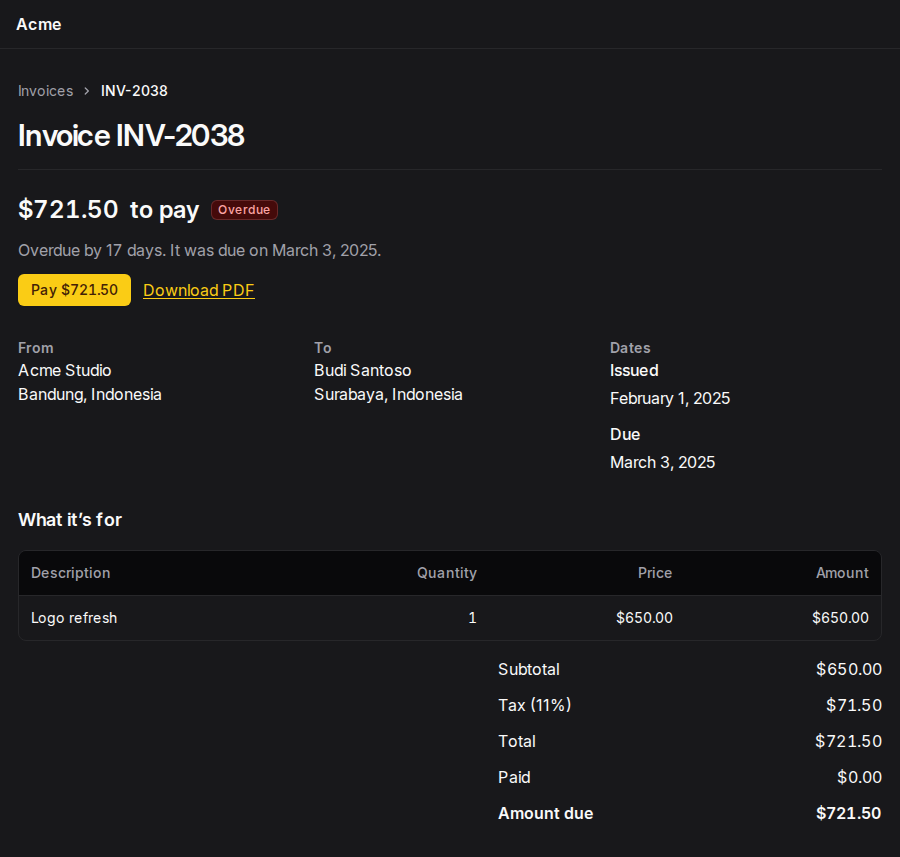 Acme
Invoices › INV-2038
Invoice INV-2038
$721.50 to pay Overdue
Overdue by 17 days. It was due on March 3, 2025.
Pay $721.50 Download PDF
From
Acme Studio
Bandung, Indonesia
To
Budi Santoso
Surabaya, Indonesia
Dates
Issued
February 1, 2025
Due
March 3, 2025
What it’s for
Description Quantity Price Amount
Logo refresh 1 $650.00 $650.00
Subtotal $650.00
Tax (11%) $71.50
Total $721.50
Paid $0.00
Amount due $721.50